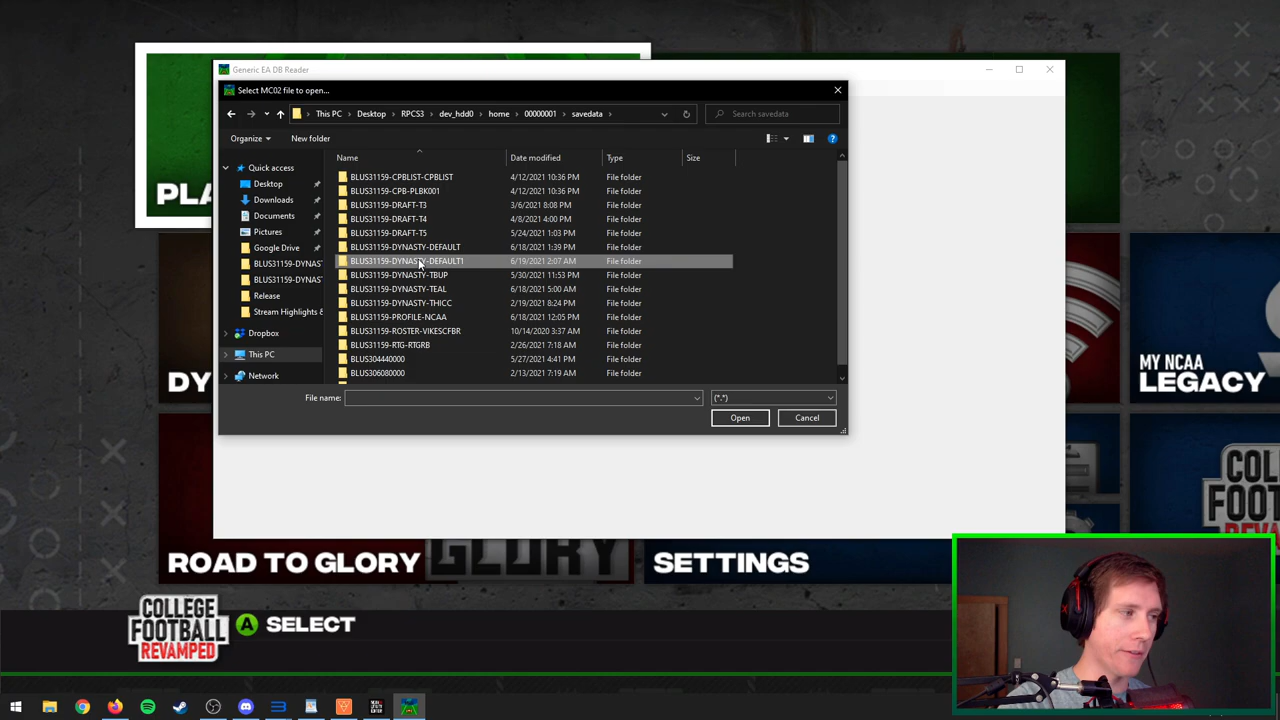 Generic EA DB Reader
Select MC02 file to open...
This PC > Desktop > RPCS3 > dev_hdd0 > home > 00000001 > savedata >
Search savedata
Organize
New folder
Name
Date modified
Type
Size
Quick access
Desktop
Downloads
Documents
Pictures
Google Drive
BLUS31159-DYNAS
BLUS31159-DYNAS
Release
Stream Highlights &
Dropbox
This PC
Network
BLUS31159-CPBLIST-CPBLIST 4/12/2021 10:36 PM File folder
BLUS31159-CPB-PLBK001 4/12/2021 10:36 PM File folder
BLUS31159-DRAFT-T3 3/6/2021 8:08 PM File folder
BLUS31159-DRAFT-T4 4/8/2021 4:00 PM File folder
BLUS31159-DRAFT-T5 5/24/2021 1:03 PM File folder
BLUS31159-DYNASTY-DEFAULT 6/18/2021 1:39 PM File folder
BLUS31159-DYNASTY-DEFAULT1 6/19/2021 2:07 AM File folder
BLUS31159-DYNASTY-TBUP 5/30/2021 11:53 PM File folder
BLUS31159-DYNASTY-TEAL 6/18/2021 5:00 AM File folder
BLUS31159-DYNASTY-THICC 2/19/2021 8:24 PM File folder
BLUS31159-PROFILE-NCAA 6/18/2021 12:05 PM File folder
BLUS31159-ROSTER-VIKESCFBR 10/14/2020 3:37 AM File folder
BLUS31159-RTG-RTGRB 2/26/2021 7:18 AM File folder
BLUS304440000 5/27/2021 4:41 PM File folder
BLUS306080000 2/13/2021 7:19 AM File folder
File name:
(*.*)
Open
Cancel
PL
DY
MY NCAA
LEGACY
ROAD TO GLORY
GLORY
SETTINGS
COLLEGE
FOOTBALL
REVAMPED
A SELECT